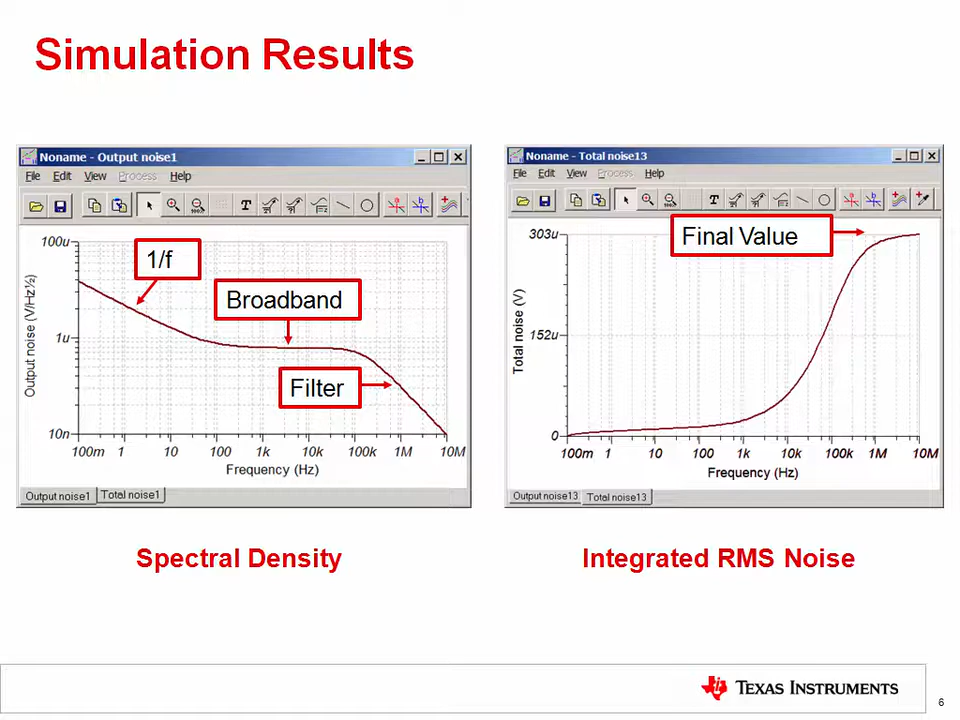 Simulation Results
Noname - Output noise1
File Edit View Process Help
T
100u
1/f
Broadband
1u
Filter
10n
Output noise (V/Hz½)
100m 1 10 100 1k 10k 100k 1M 10M
Frequency (Hz)
Output noise1 Total noise1
Spectral Density
Noname - Total noise13
File Edit View Process Help
T
303u
Final Value
152u
0
Total noise (V)
100m 1 10 100 1k 10k 100k 1M 10M
Frequency (Hz)
Output noise13 Total noise13
Integrated RMS Noise
TEXAS INSTRUMENTS
6